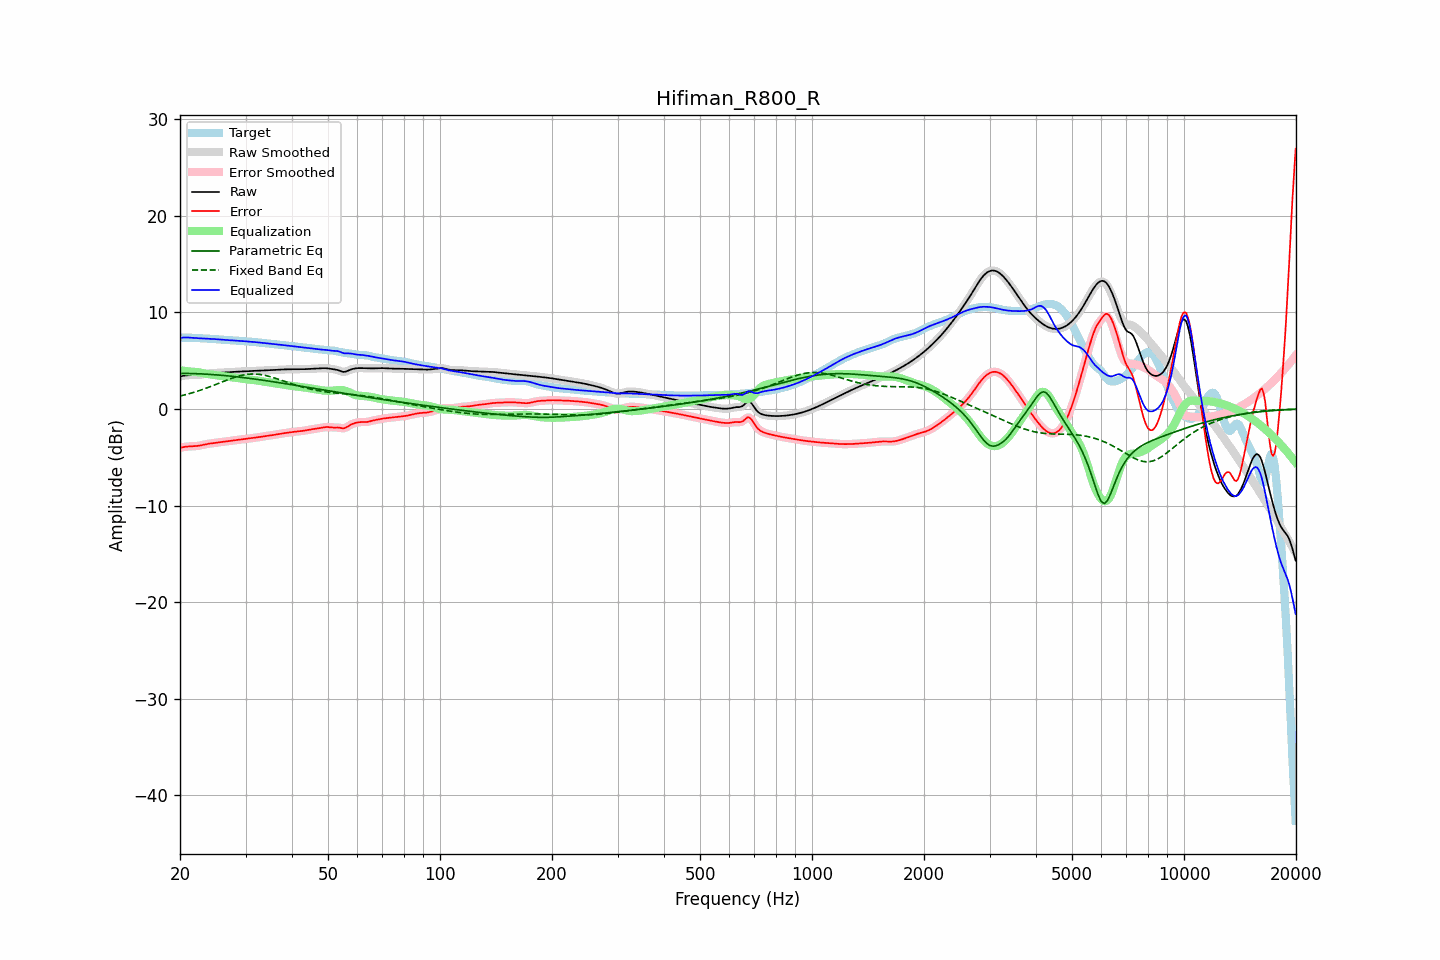 Hifiman_R800_R
30
20
10
0
−10
−20
−30
−40
Amplitude (dBr)
Target
Raw Smoothed
Error Smoothed
Raw
Error
Equalization
Parametric Eq
Fixed Band Eq
Equalized
20
50
100
200
500
1000
2000
5000
10000
20000
Frequency (Hz)